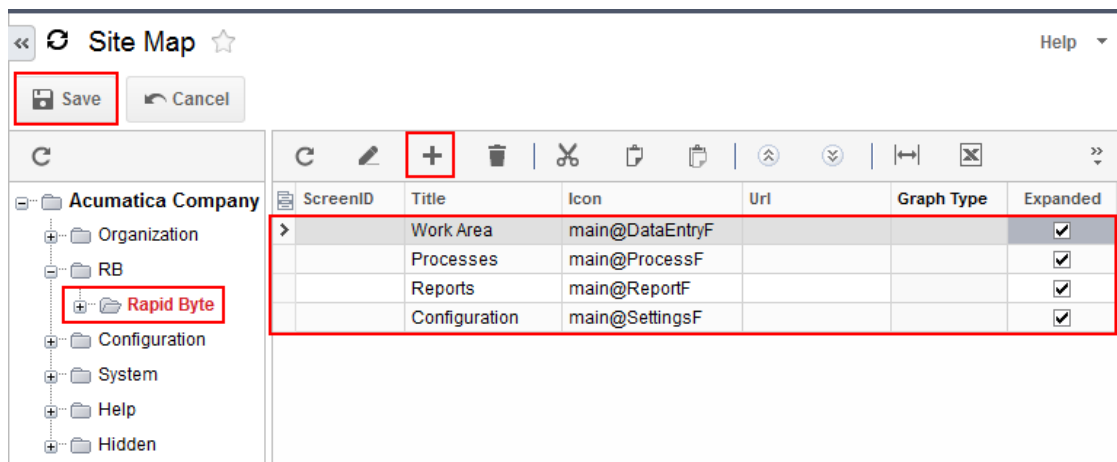 Site Map
Help
Save
Cancel
Acumatica Company
Organization
RB
Rapid Byte
Configuration
System
Help
Hidden
ScreenID Title Icon Url Graph Type Expanded
Work Area main@DataEntryF
Processes main@ProcessF
Reports main@ReportF
Configuration main@SettingsF